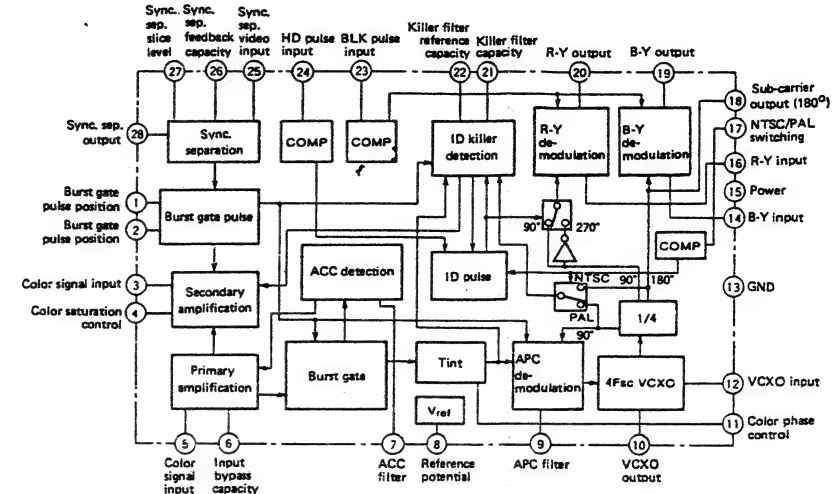 Sync. sep. slice level
Sync. sep. feedback capacity
Sync. sep. video input
HD pulse input
BLK pulse input
Killer filter reference capacity
Killer filter capacity
R-Y output
B-Y output
27
26
25
24
23
22
21
20
19
18
Sub-carrier output (180°)
17
NTSC/PAL switching
16
R-Y input
15
Power
14
B-Y input
13
GND
12
VCXO input
11
Color phase control
Sync. sep. output
28
Burst gate pulse position
1
Burst gate pulse position
2
Color signal input
3
Color saturation control
4
Sync. separation
COMP
COMP
ID killer detection
R-Y de-modulation
B-Y de-modulation
Burst gate pulse
90°
270°
COMP
ACC detection
ID pulse
Secondary amplification
NTSC
90°
180°
PAL
90°
1/4
Primary amplification
Burst gate
Tint
APC de-modulation
4Fsc VCXO
Vref
5
6
7
8
9
10
Color signal input
Input bypass capacity
ACC filter
Reference potential
APC filter
VCXO output